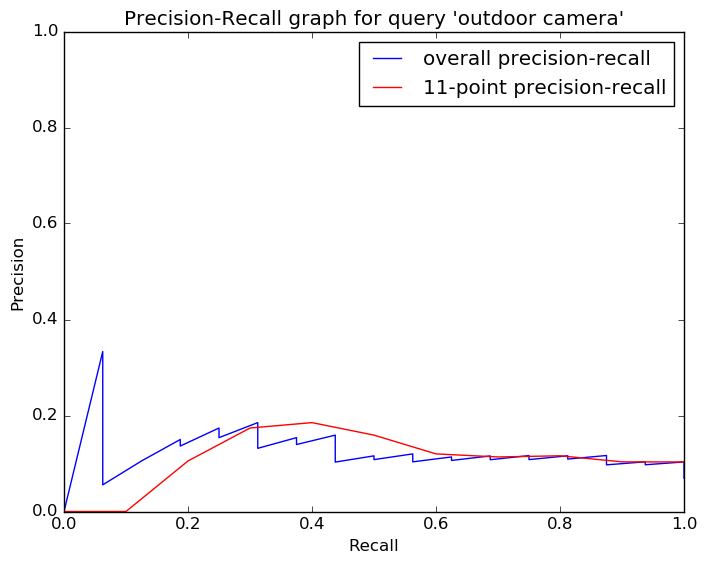 Precision-Recall graph for query 'outdoor camera'
1.0
overall precision-recall
11-point precision-recall
0.8
0.6
Precision
0.4
0.2
0.0
0.0 0.2 0.4 0.6 0.8 1.0
Recall